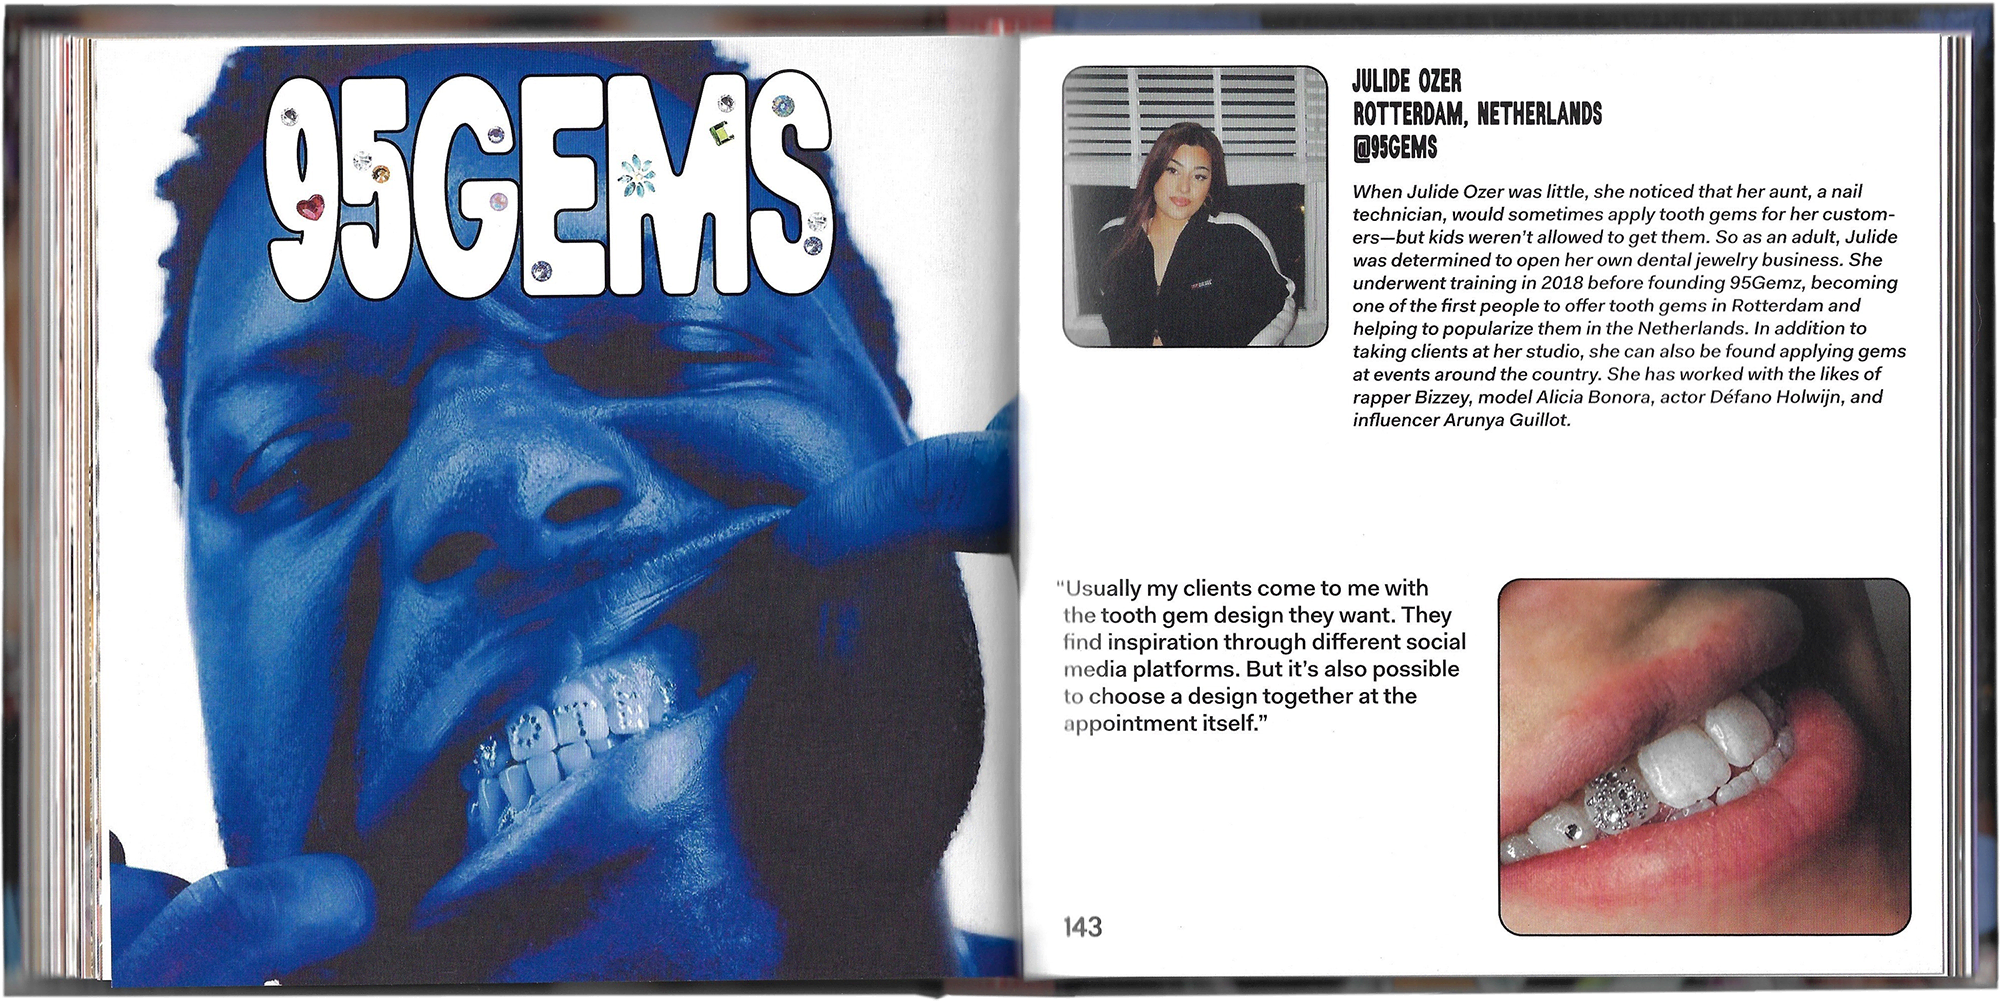 95GEMS
JULIDE OZER
ROTTERDAM, NETHERLANDS
@95GEMS
When Julide Ozer was little, she noticed that her aunt, a nail
technician, would sometimes apply tooth gems for her custom-
ers—but kids weren't allowed to get them. So as an adult, Julide
was determined to open her own dental jewelry business. She
underwent training in 2018 before founding 95Gemz, becoming
one of the first people to offer tooth gems in Rotterdam and
helping to popularize them in the Netherlands. In addition to
taking clients at her studio, she can also be found applying gems
at events around the country. She has worked with the likes of
rapper Bizzey, model Alicia Bonora, actor Défano Holwijn, and
influencer Arunya Guillot.
“Usually my clients come to me with
the tooth gem design they want. They
find inspiration through different social
media platforms. But it’s also possible
to choose a design together at the
appointment itself.”
143